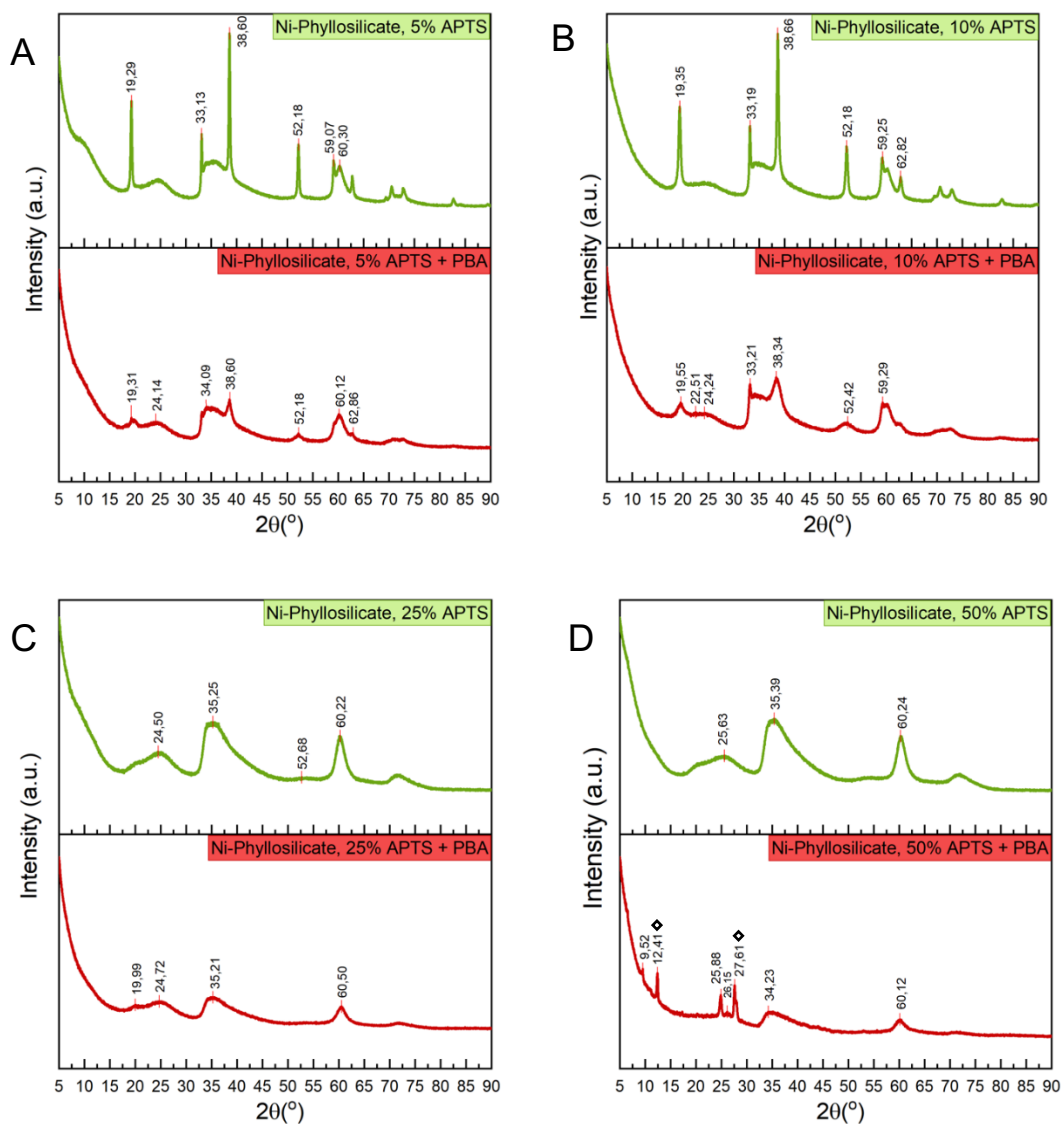 A
Ni-Phyllosilicate, 5% APTS
19,29
33,13
38,60
52,18
59,07
60,30
Ni-Phyllosilicate, 5% APTS + PBA
19,31
24,14
34,09
38,60
52,18
60,12
62,86
Intensity (a.u.)
5 10 15 20 25 30 35 40 45 50 55 60 65 70 75 80 85 90
2θ(°)
B
Ni-Phyllosilicate, 10% APTS
19,35
33,19
38,66
52,18
59,25
62,82
Ni-Phyllosilicate, 10% APTS + PBA
19,55
22,51
24,24
33,21
38,34
52,42
59,29
Intensity (a.u.)
5 10 15 20 25 30 35 40 45 50 55 60 65 70 75 80 85 90
2θ(°)
C
Ni-Phyllosilicate, 25% APTS
24,50
35,25
52,68
60,22
Ni-Phyllosilicate, 25% APTS + PBA
19,99
24,72
35,21
60,50
Intensity (a.u.)
5 10 15 20 25 30 35 40 45 50 55 60 65 70 75 80 85 90
2θ(°)
D
Ni-Phyllosilicate, 50% APTS
25,63
35,39
60,24
Ni-Phyllosilicate, 50% APTS + PBA
9,52
12,41
25,88
26,15
27,61
34,23
60,12
Intensity (a.u.)
5 10 15 20 25 30 35 40 45 50 55 60 65 70 75 80 85 90
2θ(°)